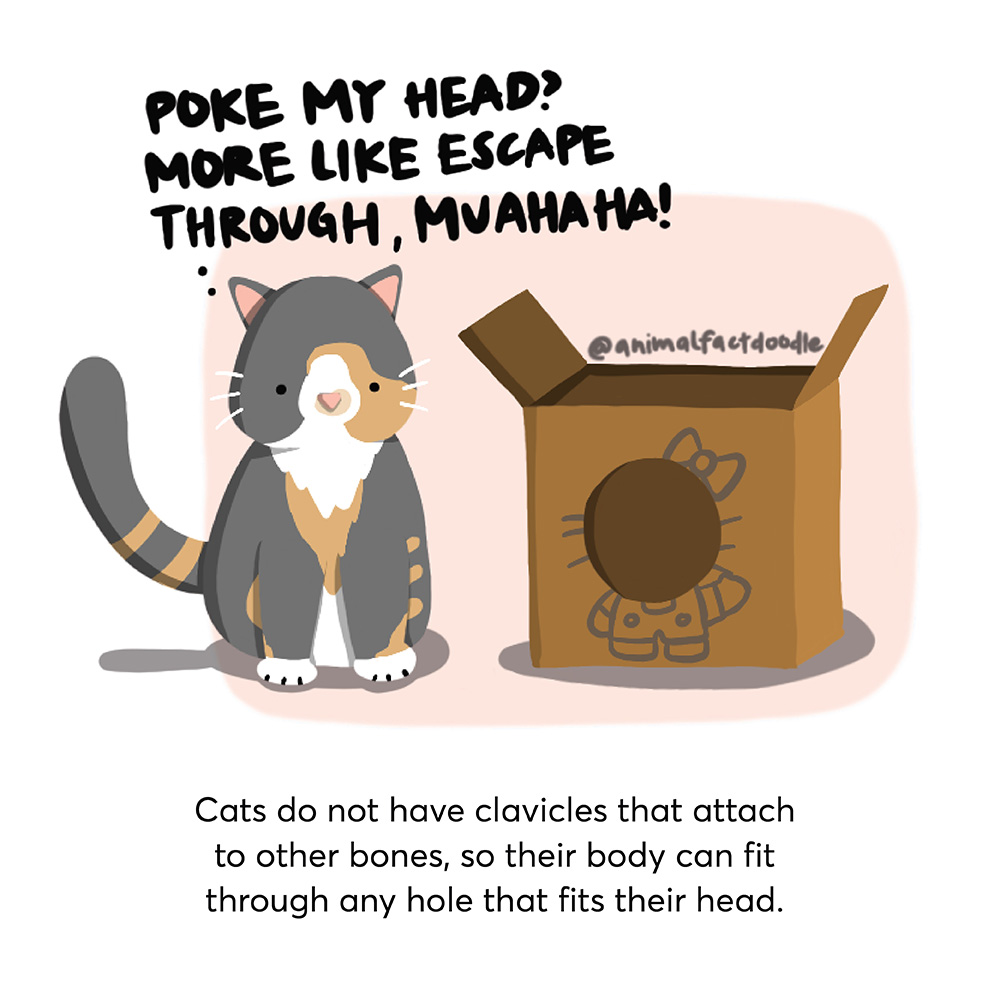 POKE MY HEAD?
MORE LIKE ESCAPE
THROUGH, MUAHAHA!
@animalfactdoodle
Cats do not have clavicles that attach
to other bones, so their body can fit
through any hole that fits their head.